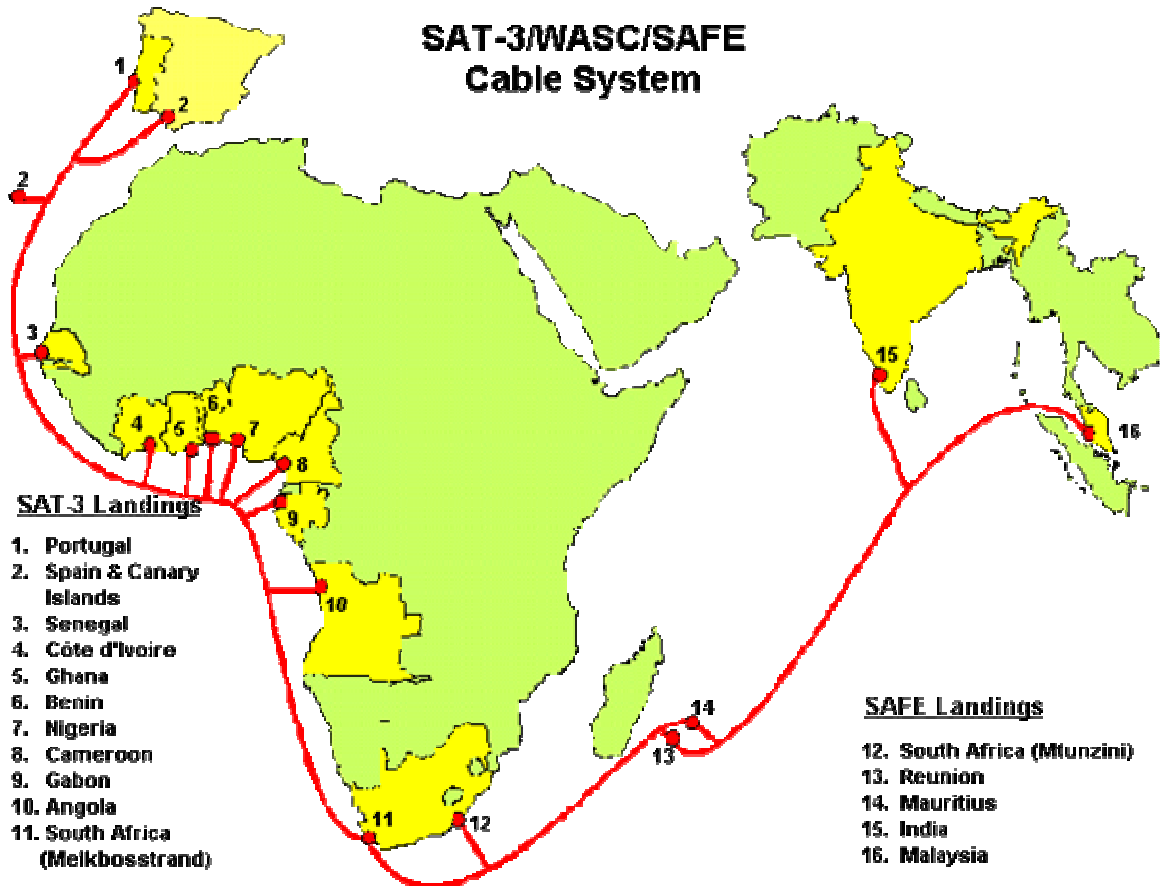 SAT-3/WASC/SAFE
Cable System
1
2
2
3
4
5
6
7
8
9
10
11
12
13
14
15
16
SAT-3 Landings
1. Portugal
2. Spain & Canary
Islands
3. Senegal
4. Côte d'Ivoire
5. Ghana
6. Benin
7. Nigeria
8. Cameroon
9. Gabon
10. Angola
11. South Africa
(Melkbosstrand)
SAFE Landings
12. South Africa (Mtunzini)
13. Reunion
14. Mauritius
15. India
16. Malaysia